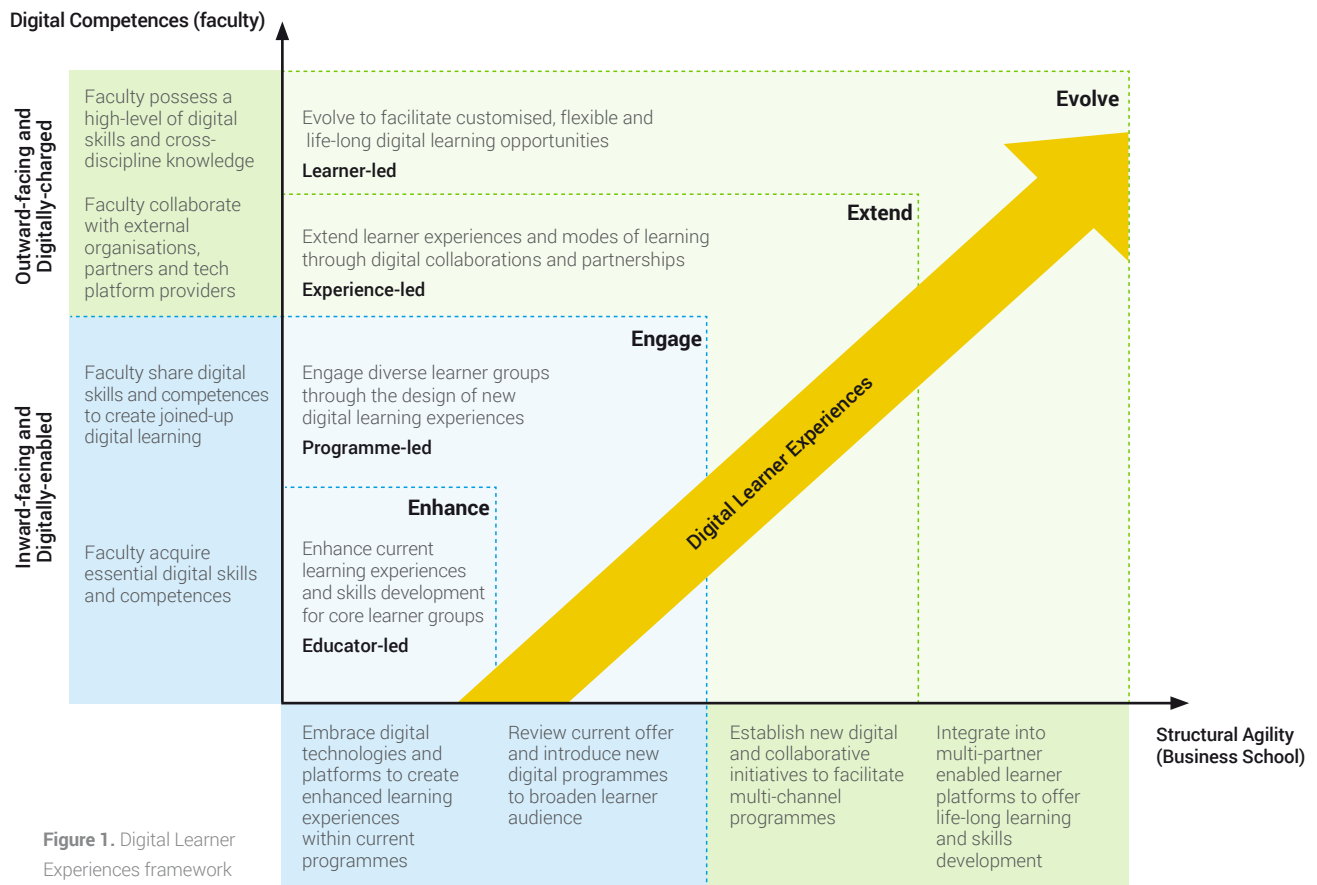 Digital Competences (faculty)
Outward-facing and
Digitally-charged
Faculty possess a
high-level of digital
skills and cross-
discipline knowledge
Faculty collaborate
with external
organisations,
partners and tech
platform providers
Evolve
Evolve to facilitate customised, flexible and
life-long digital learning opportunities
Learner-led
Extend
Extend learner experiences and modes of learning
through digital collaborations and partnerships
Experience-led
Inward-facing and
Digitally-enabled
Faculty share digital
skills and competences
to create joined-up
digital learning
Faculty acquire
essential digital skills
and competences
Engage
Engage diverse learner groups
through the design of new
digital learning experiences
Programme-led
Enhance
Enhance current
learning experiences
and skills development
for core learner groups
Educator-led
Digital Learner Experiences
Embrace digital
technologies and
platforms to create
enhanced learning
experiences
within current
programmes
Review current offer
and introduce new
digital programmes
to broaden learner
audience
Establish new digital
and collaborative
initiatives to facilitate
multi-channel
programmes
Integrate into
multi-partner
enabled learner
platforms to offer
life-long learning
and skills
development
Structural Agility
(Business School)
Figure 1. Digital Learner
Experiences framework